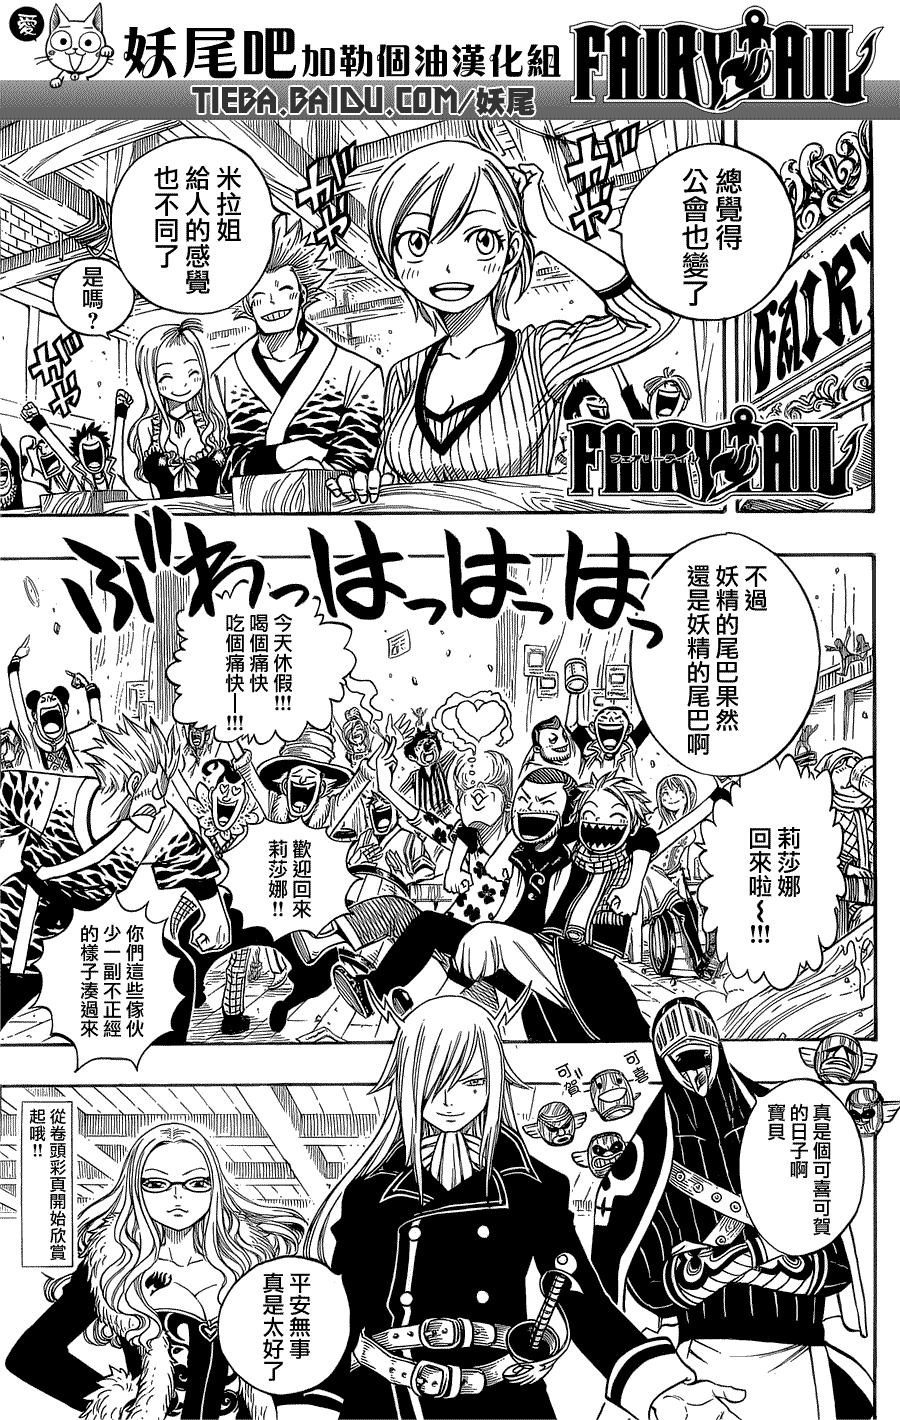 愛
妖尾吧 加勒個油漢化組
TIEBA.BAIDU.COM/妖尾
FAIRY TAIL
總覺得
公會也變了
ガヤ
ガヤ
米拉姐
給人的感覺
也不同了
是嗎?
ガヤ
ガヤ
FAIRY
FAIRY TAIL
フェアリーテイル
ぶわっはっはっはっ
不過
妖精的尾巴果然
還是妖精的尾巴啊
今天休假!!!
喝個痛快
吃個痛快
——!!!
莉莎娜
回來啦~!!!
歡迎回來
莉莎娜!!
你們這些傢伙
少一副不正經
的樣子湊過來
真是個可喜可賀
的日子啊
寶貝
可喜
可賀
平安無事
真是太好了
從卷頭彩頁開始欣賞
起哦!!